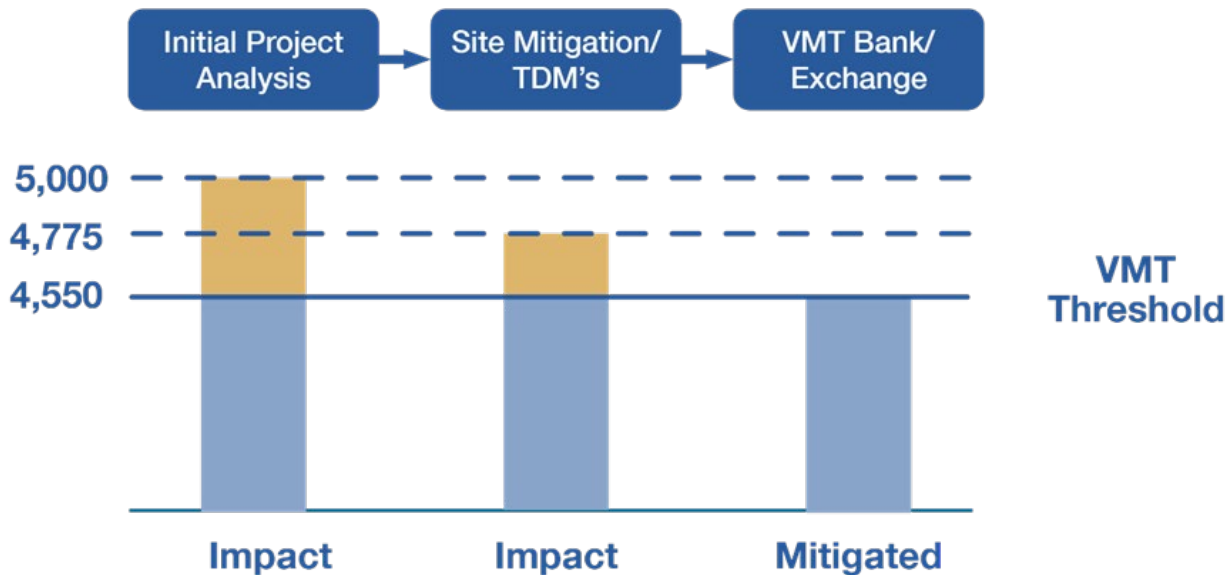 Initial Project
Analysis
Site Mitigation/
TDM's
VMT Bank/
Exchange
5,000
4,775
4,550
VMT
Threshold
Impact
Impact
Mitigated